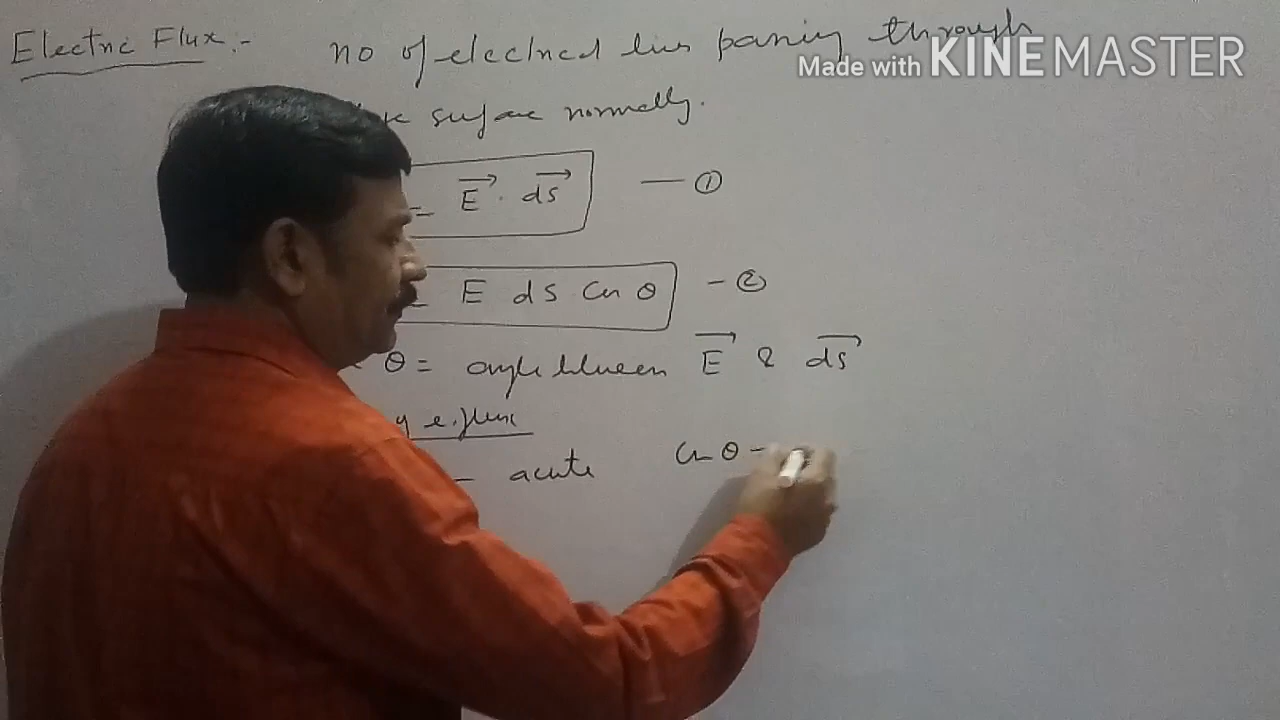 Electric Flux :- no of electric lines passing through
Made with KINEMASTER
surface normally.
= E⃗ . ds⃗ — ①
= E ds cos θ — ②
θ = angle between E⃗ & ds⃗
e. flux
— acute cos θ =